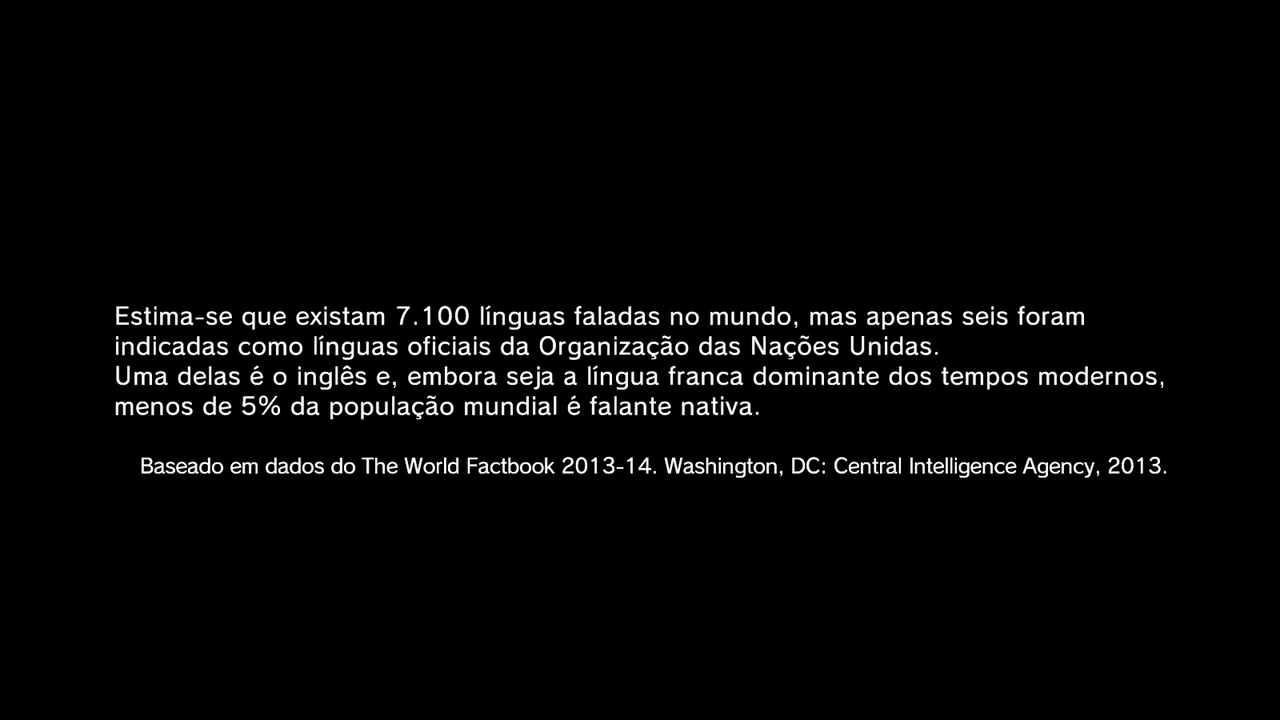 Estima-se que existam 7.100 línguas faladas no mundo, mas apenas seis foram
indicadas como línguas oficiais da Organização das Nações Unidas.
Uma delas é o inglês e, embora seja a língua franca dominante dos tempos modernos,
menos de 5% da população mundial é falante nativa.
Baseado em dados do The World Factbook 2013-14. Washington, DC: Central Intelligence Agency, 2013.